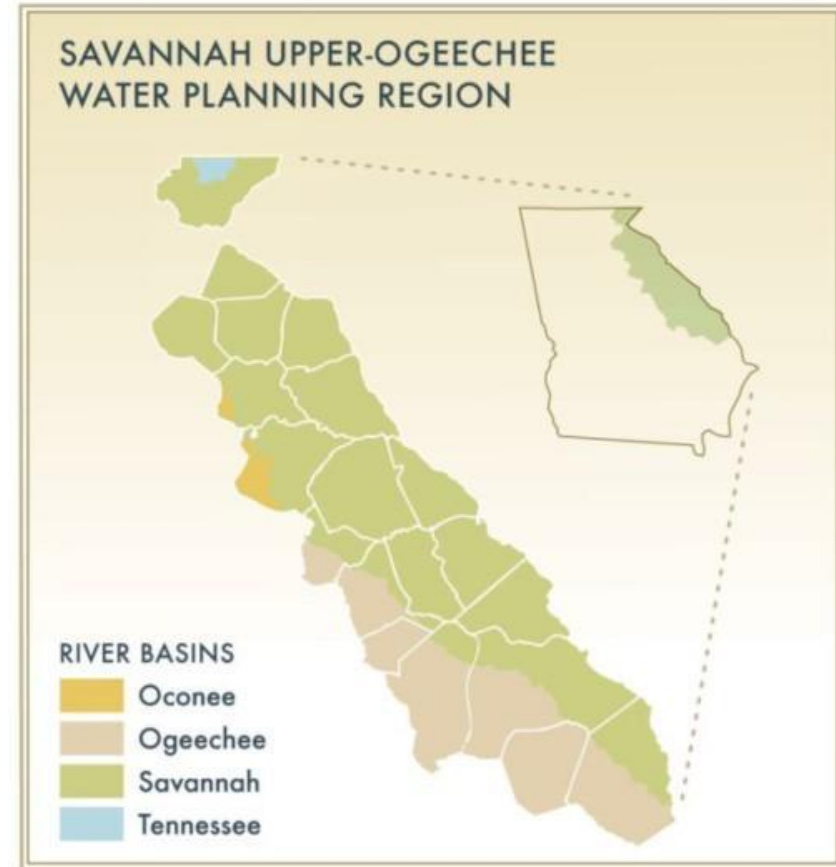 SAVANNAH UPPER-OGEECHEE
WATER PLANNING REGION
RIVER BASINS
Oconee
Ogeechee
Savannah
Tennessee